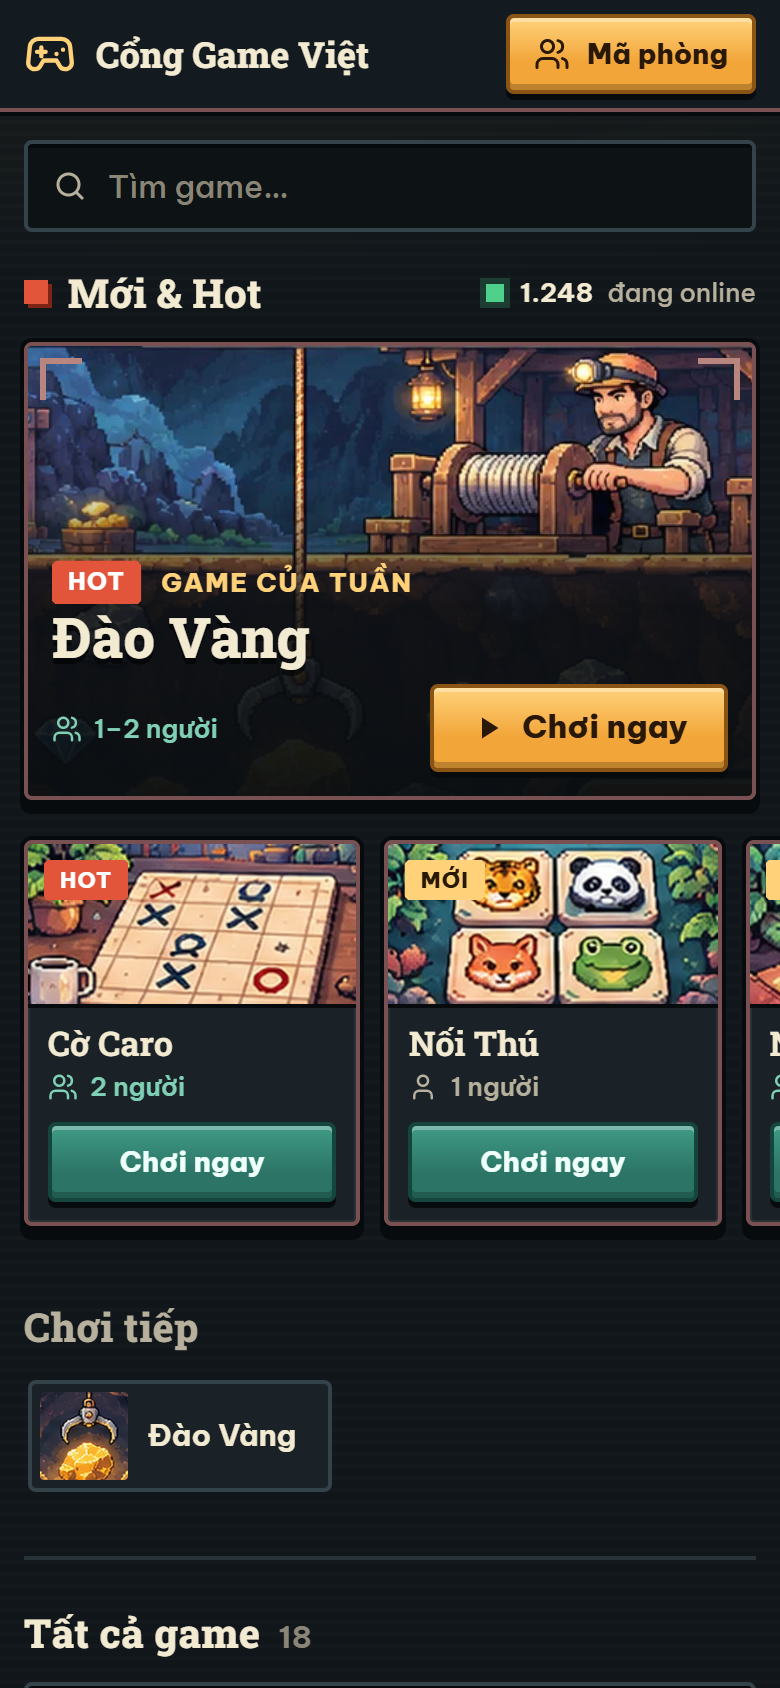 Cổng Game Việt
Mã phòng
Tìm game...
Mới & Hot
1.248 đang online
HOT GAME CỦA TUẦN
Đào Vàng
1–2 người
Chơi ngay
HOT
MỚI
Cờ Caro
Nối Thú
2 người
1 người
Chơi ngay
Chơi ngay
Chơi tiếp
Đào Vàng
Tất cả game 18